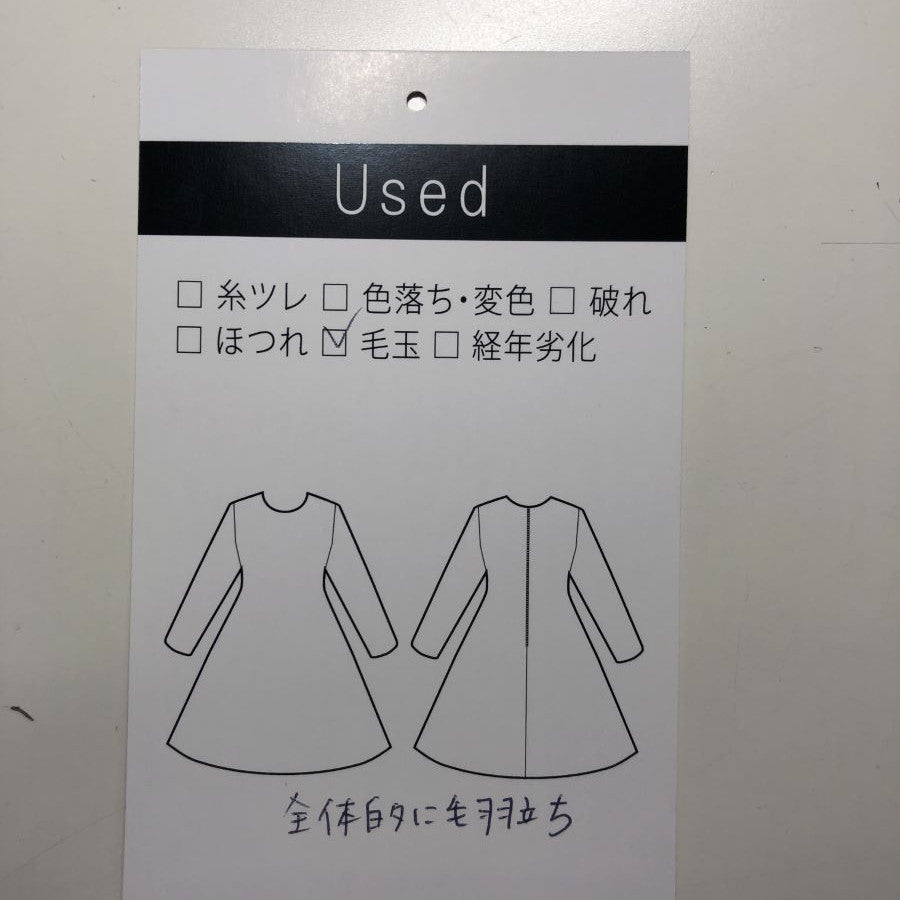 Used
□ 糸ツレ □ 色落ち・変色 □ 破れ
□ ほつれ ☑ 毛玉 □ 経年劣化
全体的に毛羽立ち